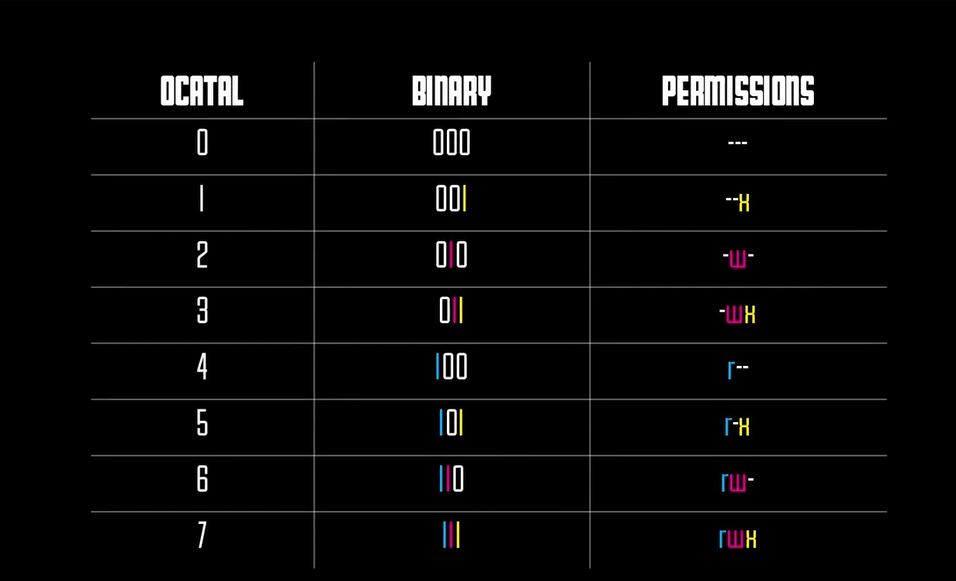 OCATAL BINARY PERMISSIONS
0 000 ---
1 001 --x
2 010 -w-
3 011 -wx
4 100 r--
5 101 r-x
6 110 rw-
7 111 rwx